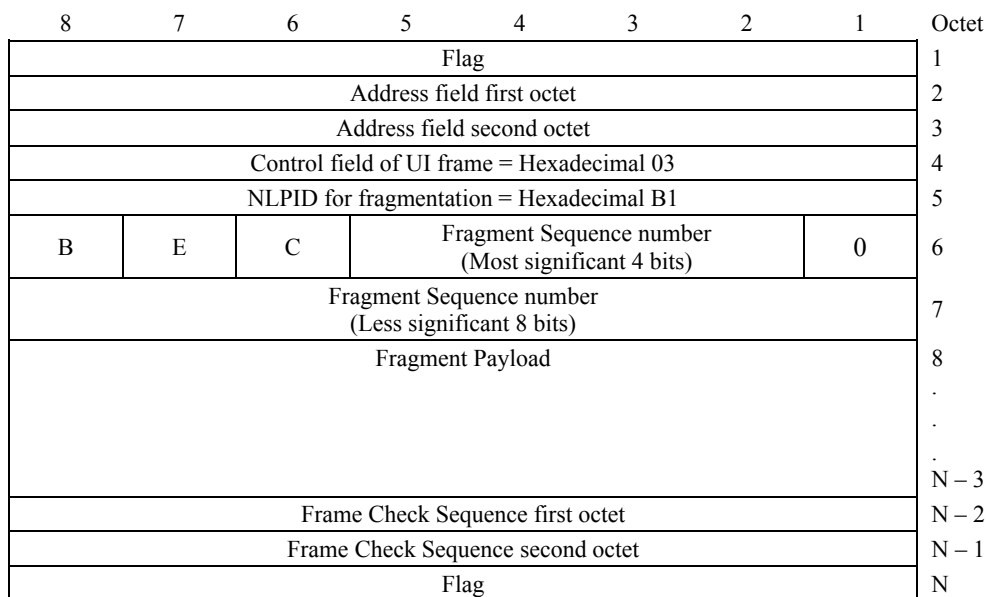 8 7 6 5 4 3 2 1 Octet
Flag 1
Address field first octet 2
Address field second octet 3
Control field of UI frame = Hexadecimal 03 4
NLPID for fragmentation = Hexadecimal B1 5
B E C Fragment Sequence number
(Most significant 4 bits) 0 6
Fragment Sequence number
(Less significant 8 bits) 7
Fragment Payload 8
.
.
.
N – 3
Frame Check Sequence first octet N – 2
Frame Check Sequence second octet N – 1
Flag N